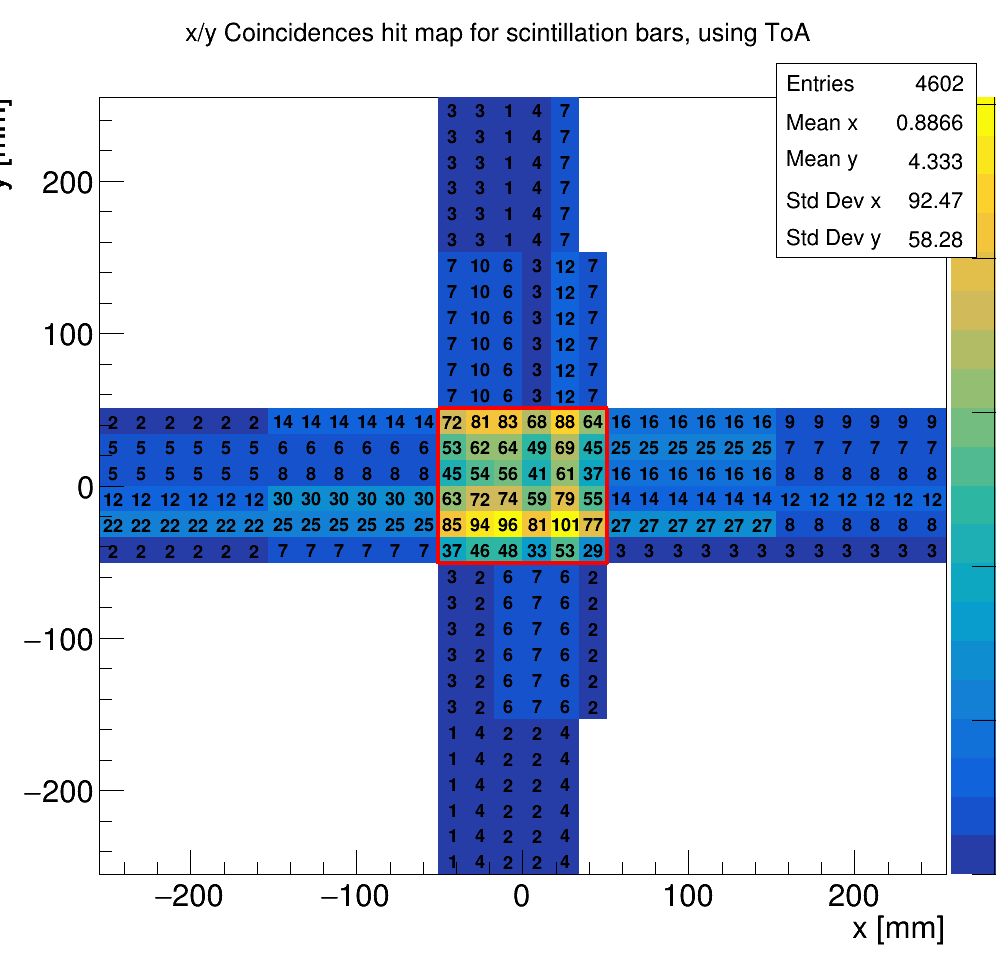 x/y Coincidences hit map for scintillation bars, using ToA
Entries 4602
Mean x 0.8866
Mean y 4.333
Std Dev x 92.47
Std Dev y 58.28
y [mm]
200
100
0
−100
−200
3 3 1 4 7
3 3 1 4 7
3 3 1 4 7
3 3 1 4 7
3 3 1 4 7
3 3 1 4 7
7 10 6 3 12 7
7 10 6 3 12 7
7 10 6 3 12 7
7 10 6 3 12 7
7 10 6 3 12 7
7 10 6 3 12 7
2 2 2 2 2 2 14 14 14 14 14 14 72 81 83 68 88 64 16 16 16 16 16 16 9 9 9 9 9 9
5 5 5 5 5 5 6 6 6 6 6 6 53 62 64 49 69 45 25 25 25 25 25 25 7 7 7 7 7 7
5 5 5 5 5 5 8 8 8 8 8 8 45 54 56 41 61 37 16 16 16 16 16 16 8 8 8 8 8 8
12 12 12 12 12 12 30 30 30 30 30 30 63 72 74 59 79 55 14 14 14 14 14 14 12 12 12 12 12 12
22 22 22 22 22 22 25 25 25 25 25 25 85 94 96 81 101 77 27 27 27 27 27 27 8 8 8 8 8 8
2 2 2 2 2 2 7 7 7 7 7 7 37 46 48 33 53 29 3 3 3 3 3 3 3 3 3 3 3 3
3 2 6 7 6 2
3 2 6 7 6 2
3 2 6 7 6 2
3 2 6 7 6 2
3 2 6 7 6 2
3 2 6 7 6 2
1 4 2 2 4
1 4 2 2 4
1 4 2 2 4
1 4 2 2 4
1 4 2 2 4
1 4 2 2 4
−200 −100 0 100 200
x [mm]